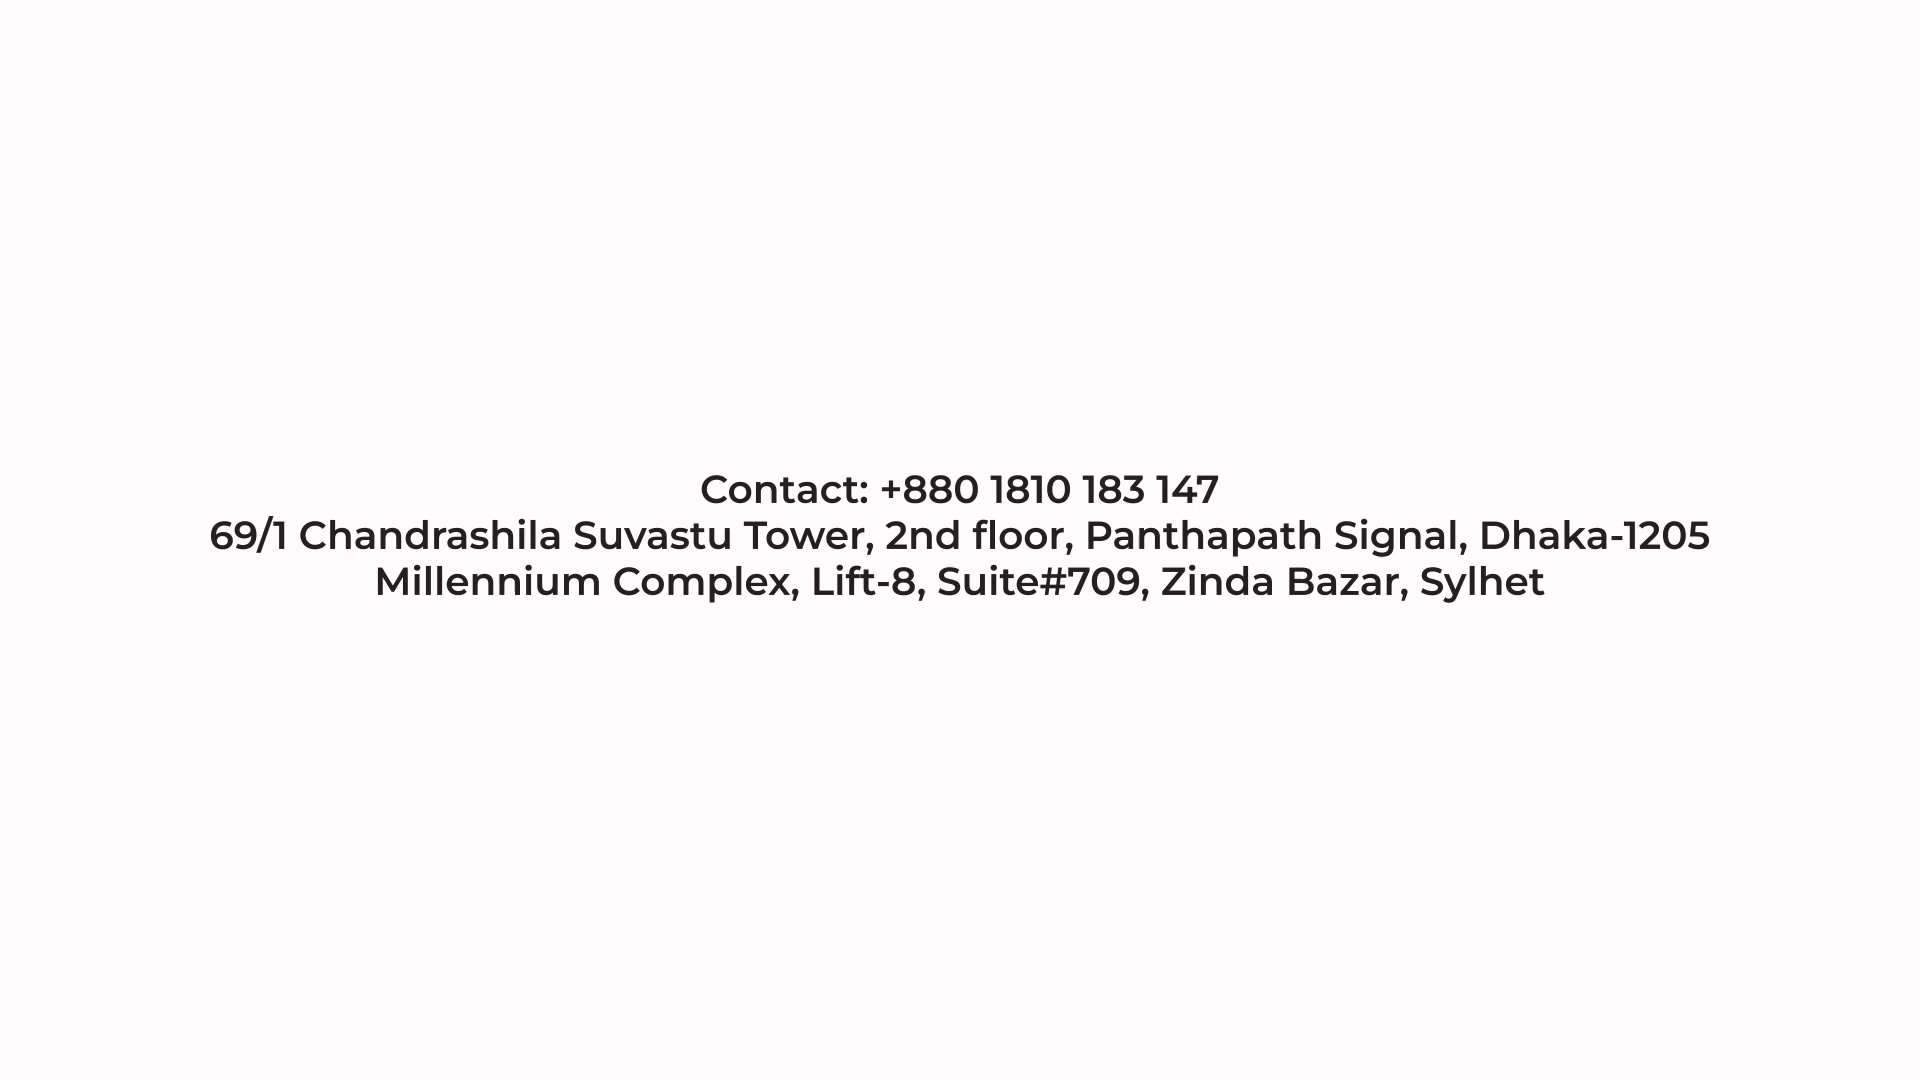 Contact: +880 1810 183 147
69/1 Chandrashila Suvastu Tower, 2nd floor, Panthapath Signal, Dhaka-1205
Millennium Complex, Lift-8, Suite#709, Zinda Bazar, Sylhet